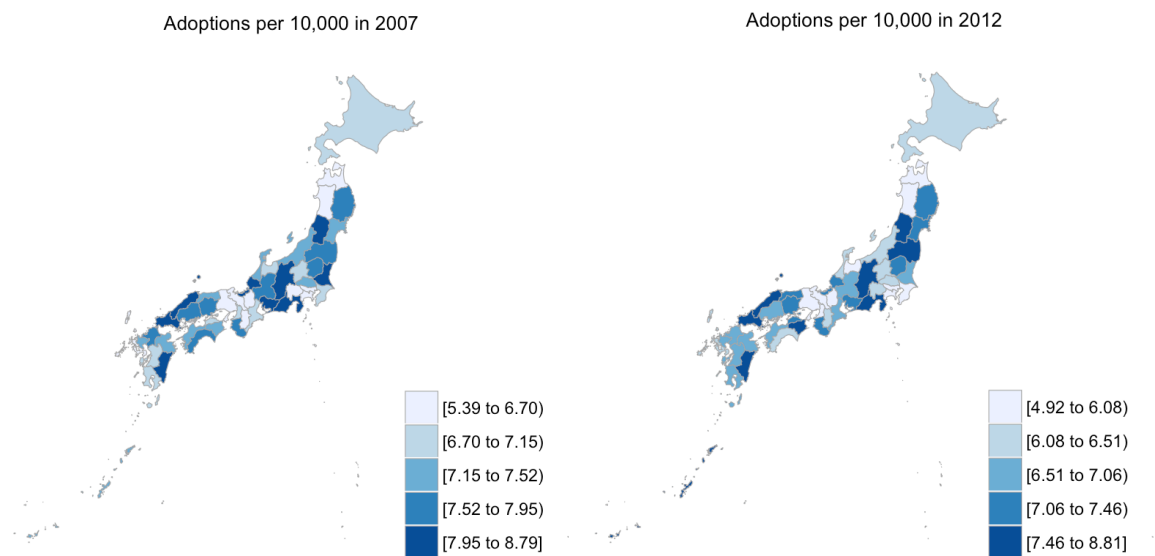 Adoptions per 10,000 in 2007
[5.39 to 6.70)
[6.70 to 7.15)
[7.15 to 7.52)
[7.52 to 7.95)
[7.95 to 8.79]
Adoptions per 10,000 in 2012
[4.92 to 6.08)
[6.08 to 6.51)
[6.51 to 7.06)
[7.06 to 7.46)
[7.46 to 8.81]